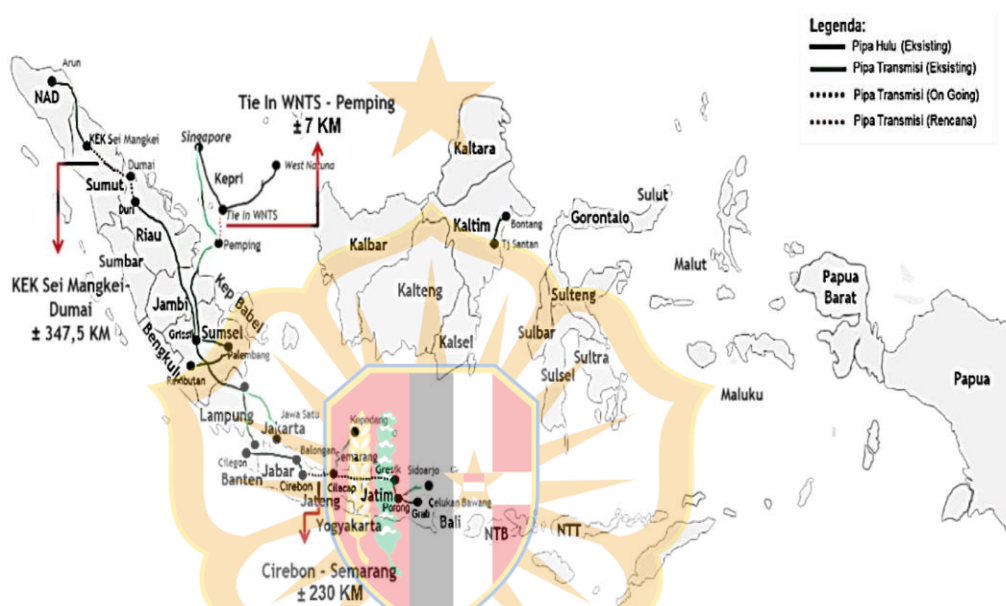 Legenda:
Pipa Hulu (Eksisting)
Pipa Transmisi (Eksisting)
Pipa Transmisi (On Going)
Pipa Transmisi (Rencana)
Arun
NAD
KEK Sei Mangkei
Dumai
Sumut
Duri
Riau
Sumbar
KEK Sei Mangkei-
Dumai
± 347,5 KM
Jambi
Bengkulu
Grissik
Sumsel
Palembang
Kep Babel
Lampung
Tie In WNTS - Pemping
± 7 KM
Singapore
Kepri
West Natuna
Tie In WNTS
Pemping
Jawa Satu
Jakarta
Cilegon
Banten
Jabar
Balongan
Cirebon
Kepodang
Semarang
Cilacap
Jateng
Yogyakarta
Cirebon - Semarang
± 230 KM
Gresik
Sidoarjo
Jatim
Porong
Grati
Celukan Bawang
Bali
NTB
NTT
Kaltara
Kaltim
Bontang
Tj Santan
Kalbar
Kalteng
Kalsel
Sulut
Gorontalo
Sulteng
Sulbar
Sultra
Sulsel
Malut
Maluku
Papua
Barat
Papua